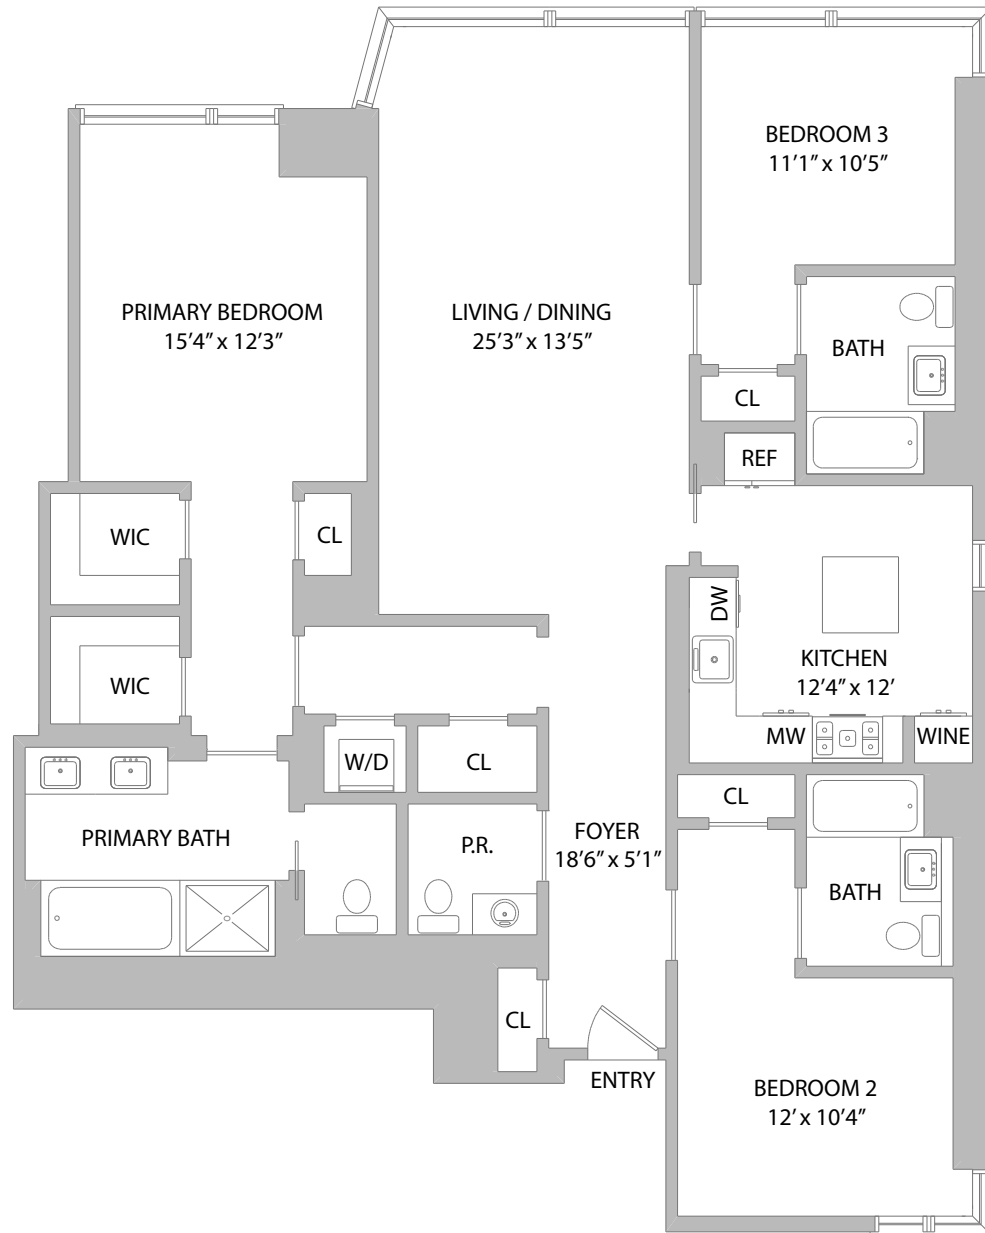 BEDROOM 3
11'1" x 10'5"
PRIMARY BEDROOM
15'4" x 12'3"
LIVING / DINING
25'3" x 13'5"
BATH
CL
REF
WIC
CL
DW
KITCHEN
12'4" x 12'
WIC
MW
WINE
W/D
CL
CL
PRIMARY BATH
P.R.
FOYER
18'6" x 5'1"
BATH
CL
ENTRY
BEDROOM 2
12' x 10'4"